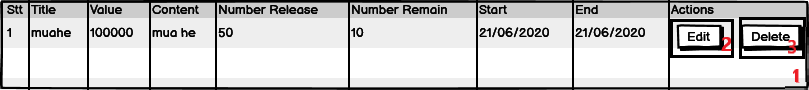 Stt Title Value Content Number Release Number Remain Start End Actions
1 muahe 100000 mua he 50 10 21/06/2020 21/06/2020 Edit 2 Delete 3
1